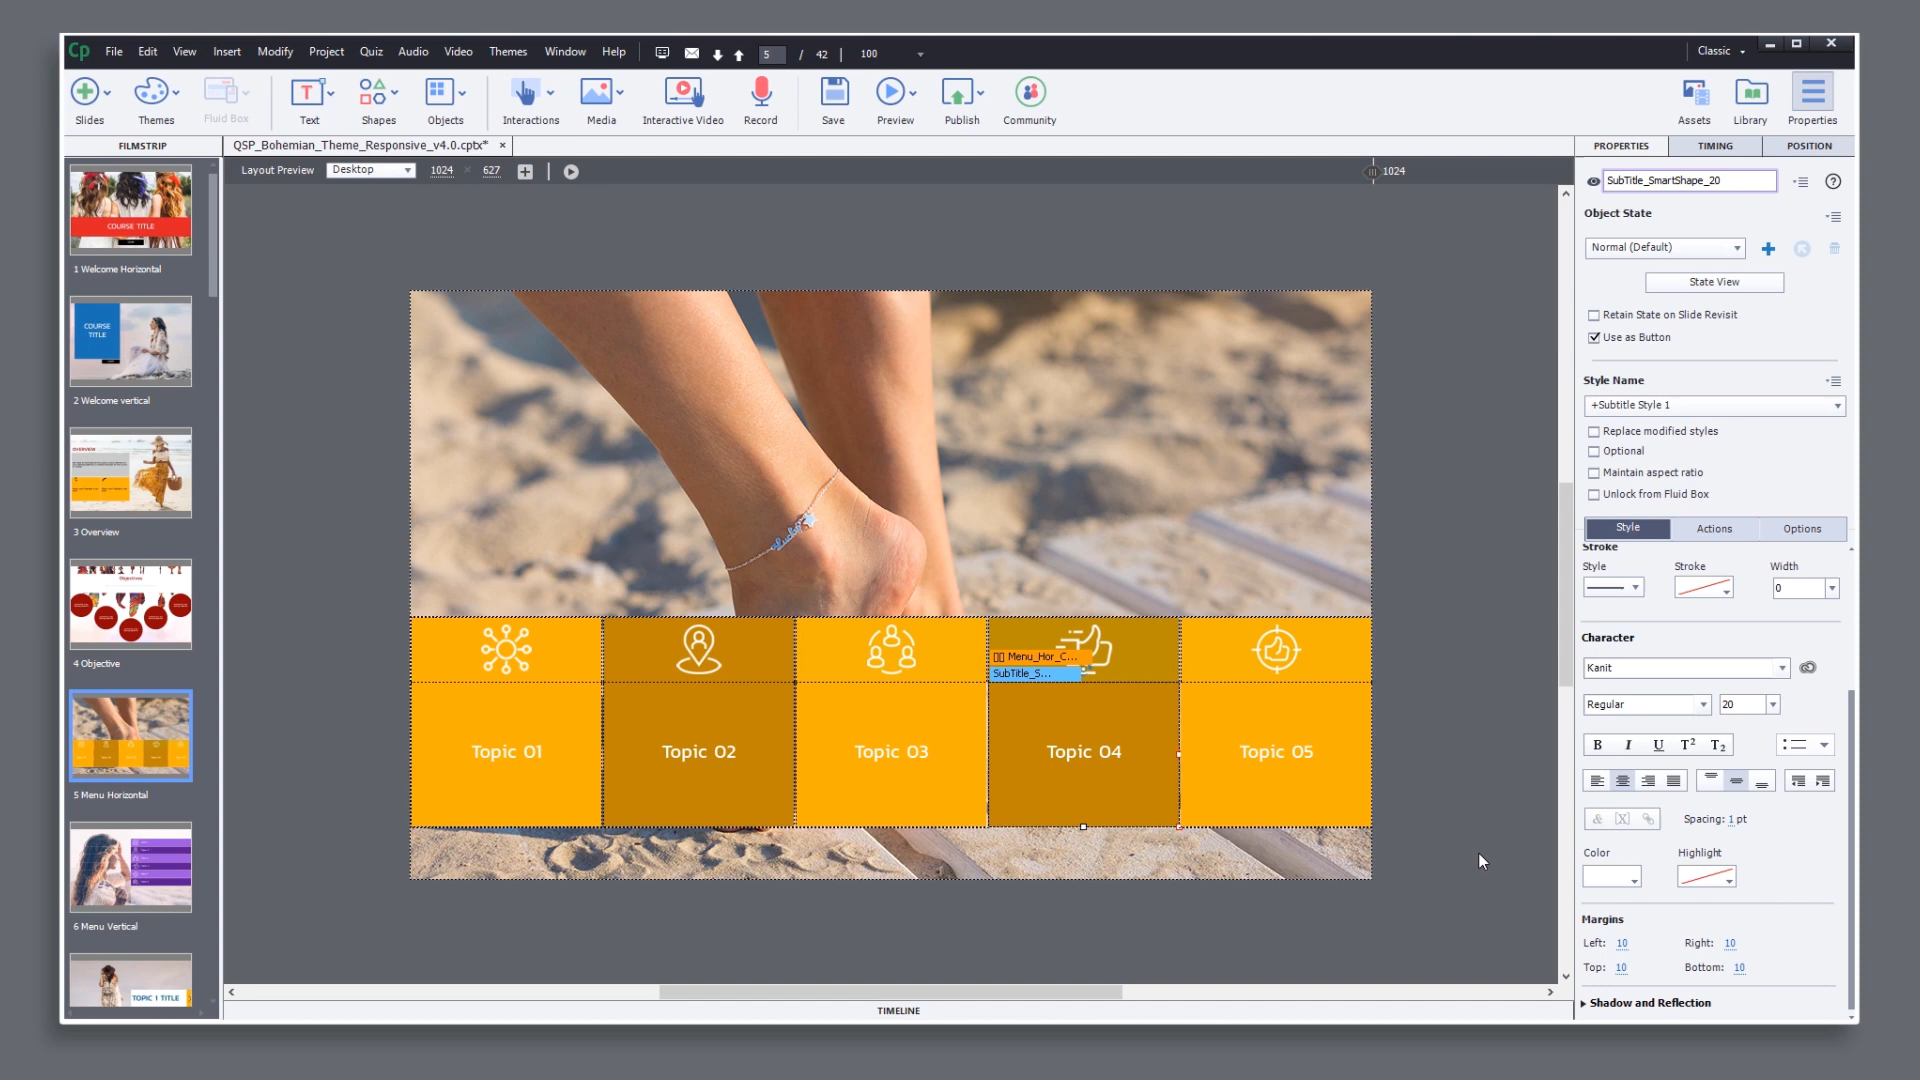 Cp File Edit View Insert Modify Project Quiz Audio Video Themes Window Help 5 / 42 100 Classic
Slides Themes Fluid Box Text Shapes Objects Interactions Media Interactive Video Record Save Preview Publish Community Assets Library Properties
FILMSTRIP
QSP_Bohemian_Theme_Responsive_v4.0.cptx* ×
PROPERTIES TIMING POSITION
Layout Preview Desktop 1024 × 627
1024
COURSE TITLE
1 Welcome Horizontal
COURSE
TITLE
2 Welcome vertical
OVERVIEW
3 Overview
Objectives
4 Objective
5 Menu Horizontal
6 Menu Vertical
TOPIC 1 TITLE
Menu_Hor_C...
SubTitle_S...
Topic 01
Topic 02
Topic 03
Topic 04
Topic 05
TIMELINE
SubTitle_SmartShape_20
Object State
Normal (Default)
State View
Retain State on Slide Revisit
Use as Button
Style Name
+Subtitle Style 1
Replace modified styles
Optional
Maintain aspect ratio
Unlock from Fluid Box
Style Actions Options
Stroke
Style Stroke Width
0
Character
Kanit
Regular 20
B I U T² T₂
Spacing: 1 pt
Color Highlight
Margins
Left: 10 Right: 10
Top: 10 Bottom: 10
Shadow and Reflection